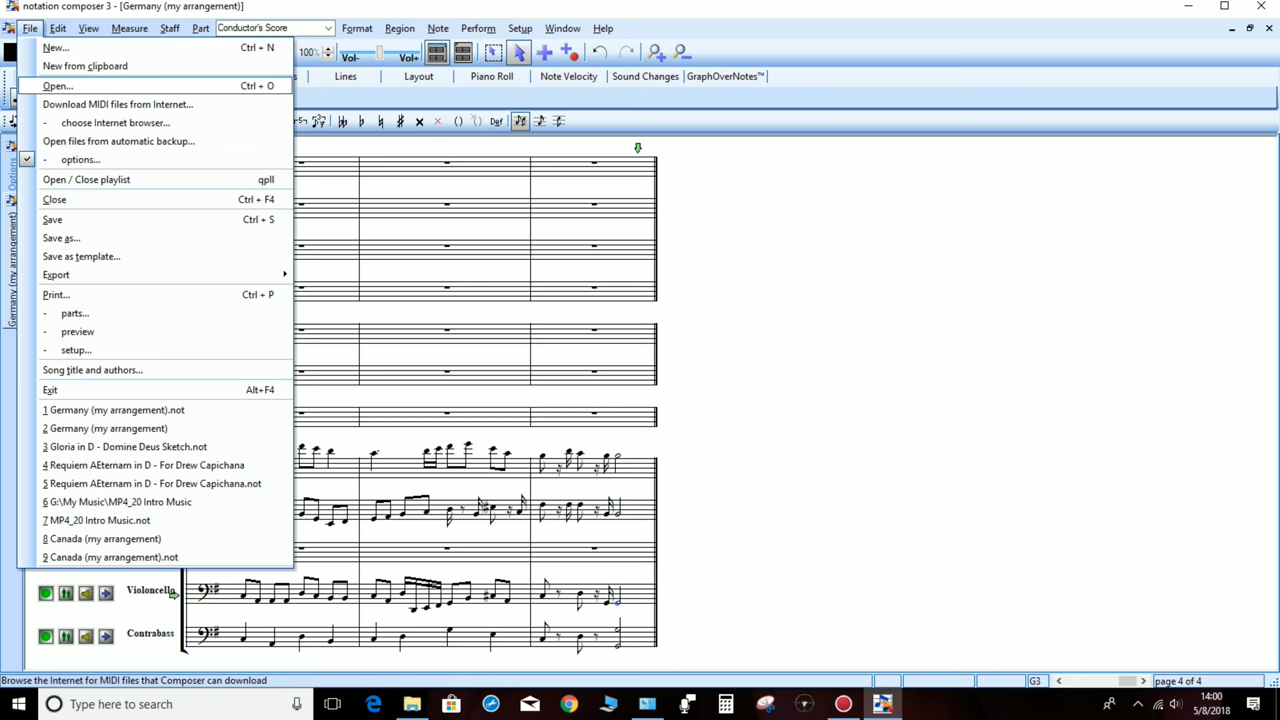 notation composer 3 - [Germany (my arrangement)]
File Edit View Measure Staff Part Conductor's Score Format Region Note Perform Setup Window Help
100% Vol- Vol+
Lines Layout Piano Roll Note Velocity Sound Changes GraphOverNotes™
Def
New... Ctrl + N
New from clipboard
Open... Ctrl + O
Download MIDI files from Internet...
- choose Internet browser...
Open files from automatic backup...
- options...
Open / Close playlist qpll
Close Ctrl + F4
Save Ctrl + S
Save as...
Save as template...
Export
Print... Ctrl + P
- parts...
- preview
- setup...
Song title and authors...
Exit Alt+F4
1 Germany (my arrangement).not
2 Germany (my arrangement)
3 Gloria in D - Domine Deus Sketch.not
4 Requiem AEternam in D - For Drew Capichana
5 Requiem AEternam in D - For Drew Capichana.not
6 G:\My Music\MP4_20 Intro Music
7 MP4_20 Intro Music.not
8 Canada (my arrangement)
9 Canada (my arrangement).not
Options
Germany (my arrangement)
Violoncello
Contrabass
Browse the Internet for MIDI files that Composer can download
G3
page 4 of 4
Type here to search
14:00
5/8/2018